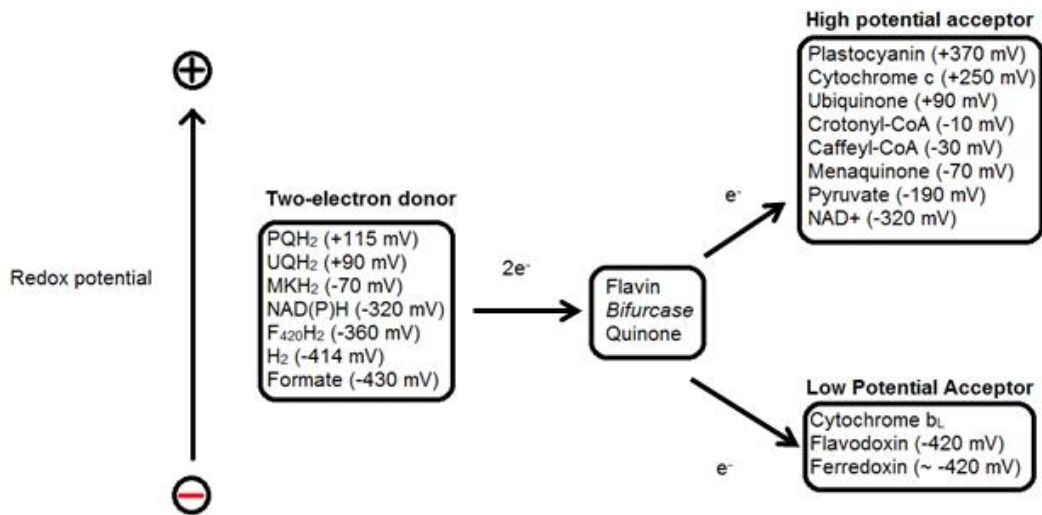 High potential acceptor
Plastocyanin (+370 mV)
Cytochrome c (+250 mV)
Ubiquinone (+90 mV)
Crotonyl-CoA (-10 mV)
Caffeyl-CoA (-30 mV)
Menaquinone (-70 mV)
Pyruvate (-190 mV)
NAD+ (-320 mV)
Two-electron donor
PQH₂ (+115 mV)
UQH₂ (+90 mV)
MKH₂ (-70 mV)
NAD(P)H (-320 mV)
F₄₂₀H₂ (-360 mV)
H₂ (-414 mV)
Formate (-430 mV)
Redox potential
2e⁻
e⁻
Flavin
Bifurcase
Quinone
Low Potential Acceptor
Cytochrome b_L
Flavodoxin (-420 mV)
Ferredoxin (~ -420 mV)
e⁻